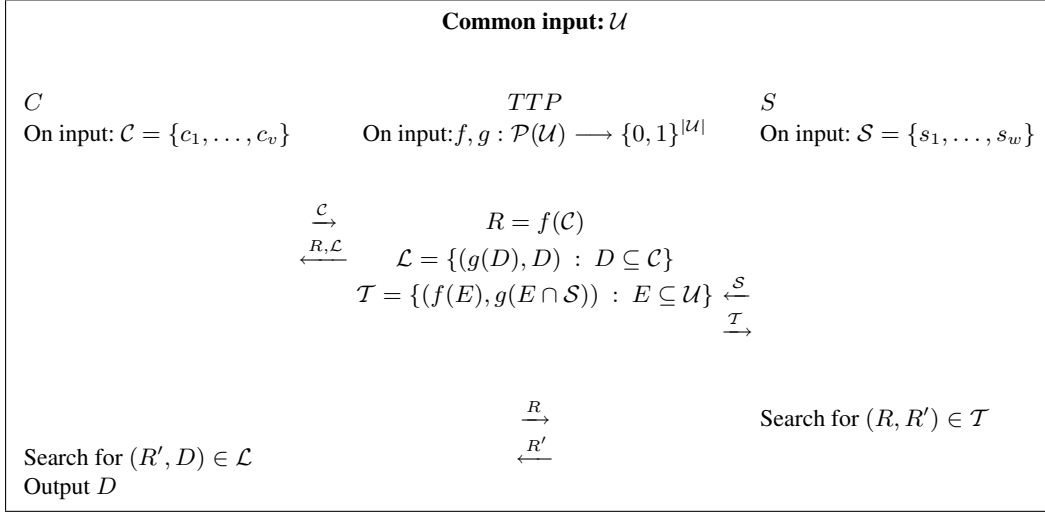 Common input: 𝒰
C TTP S
On input: 𝒞 = {c₁, . . . , cᵥ} On input:f, g : 𝒫(𝒰) ⟶ {0, 1}^|𝒰| On input: 𝒮 = {s₁, . . . , s_w}
𝒞→ R = f(𝒞)
R,ℒ← ℒ = {(g(D), D) : D ⊆ 𝒞}
𝒯 = {(f(E), g(E ∩ 𝒮)) : E ⊆ 𝒰} 𝒮←
𝒯→
R→ Search for (R, R′) ∈ 𝒯
Search for (R′, D) ∈ ℒ R′←
Output D